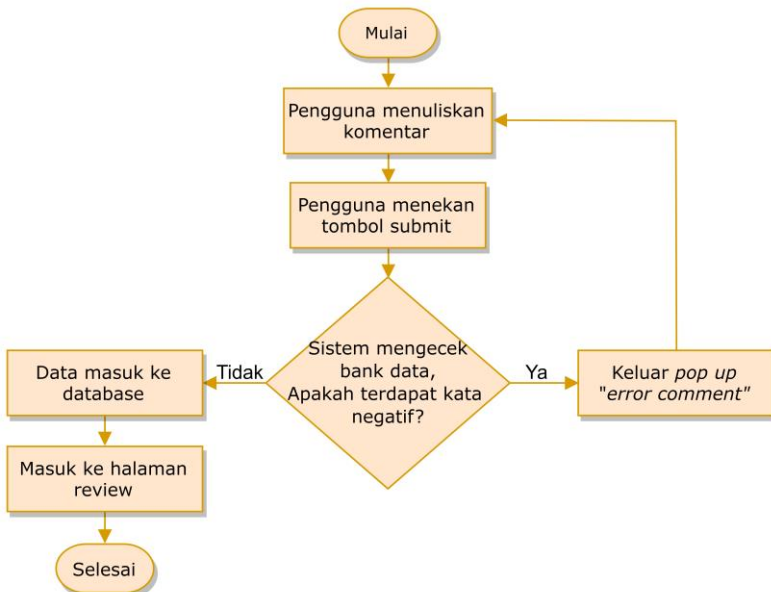 Mulai
Pengguna menuliskan
komentar
Pengguna menekan
tombol submit
Sistem mengecek
bank data,
Apakah terdapat kata
negatif?
Tidak
Ya
Data masuk ke
database
Keluar pop up
"error comment"
Masuk ke halaman
review
Selesai